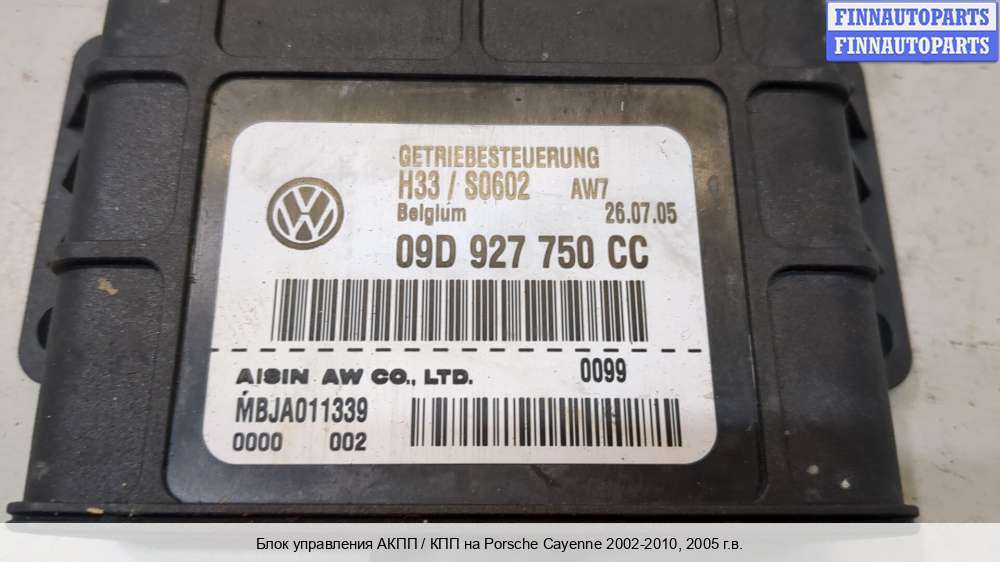 FINNAUTOPARTS
FINNAUTOPARTS
GETRIEBESTEUERUNG
H33 / S0602 AW7
Belgium 26.07.05
09D 927 750 CC
AISIN AW CO., LTD. 0099
MBJA011339
0000 002
Блок управления АКПП / КПП на Porsche Cayenne 2002-2010, 2005 г.в.